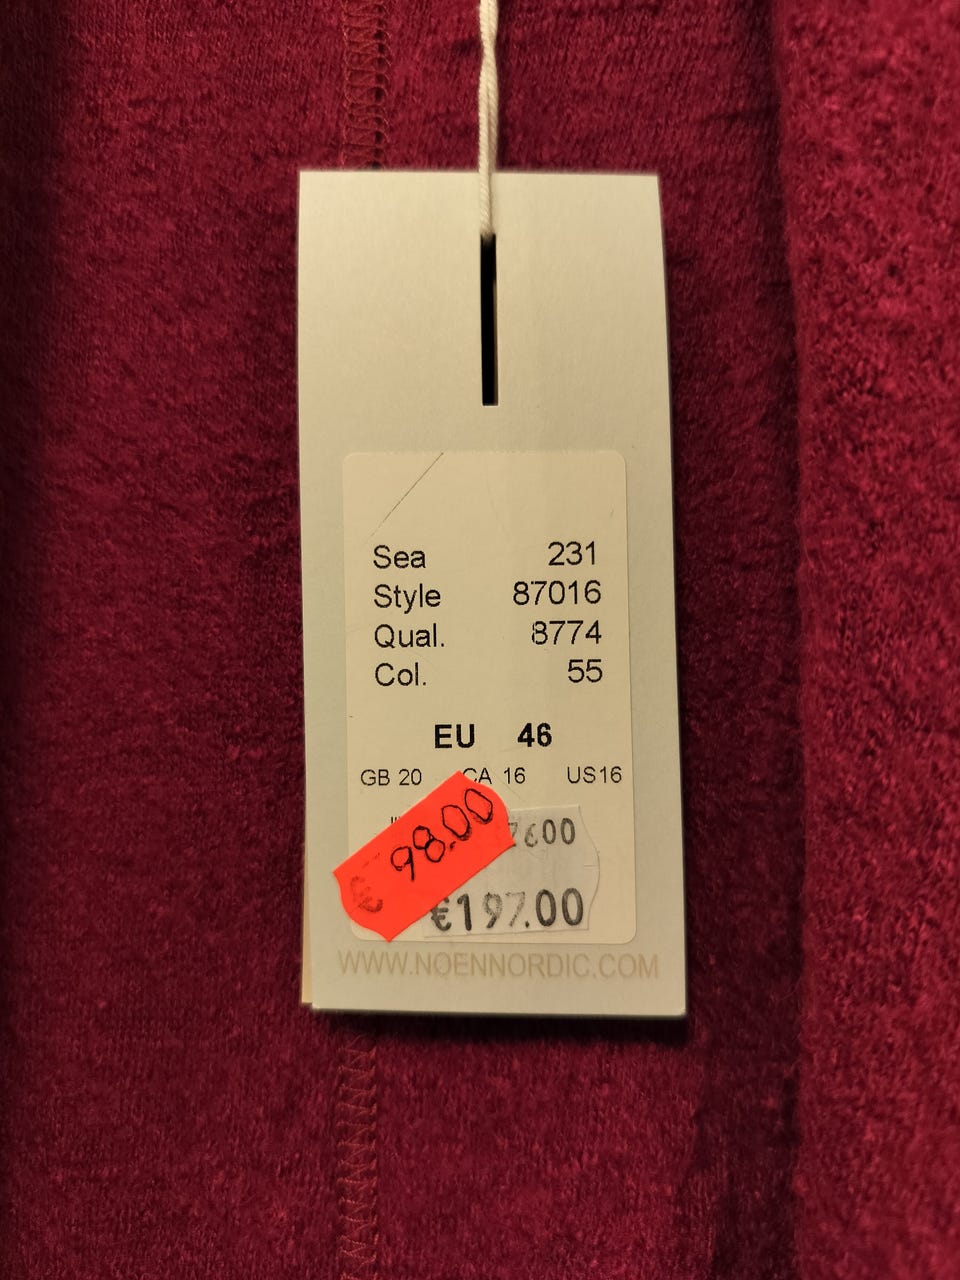 Sea 231
Style 87016
Qual. 8774
Col. 55
EU 46
GB 20 CA 16 US16
7600
€ 98.00
€197.00
WWW.NOENNORDIC.COM